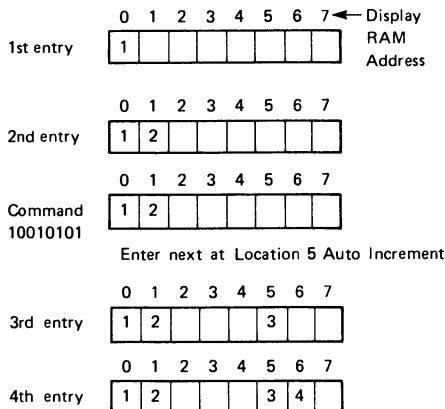 0 1 2 3 4 5 6 7 Display
RAM
Address
1st entry 1
0 1 2 3 4 5 6 7
2nd entry 1 2
0 1 2 3 4 5 6 7
Command 1 2
10010101
Enter next at Location 5 Auto Increment
0 1 2 3 4 5 6 7
3rd entry 1 2 3
0 1 2 3 4 5 6 7
4th entry 1 2 3 4